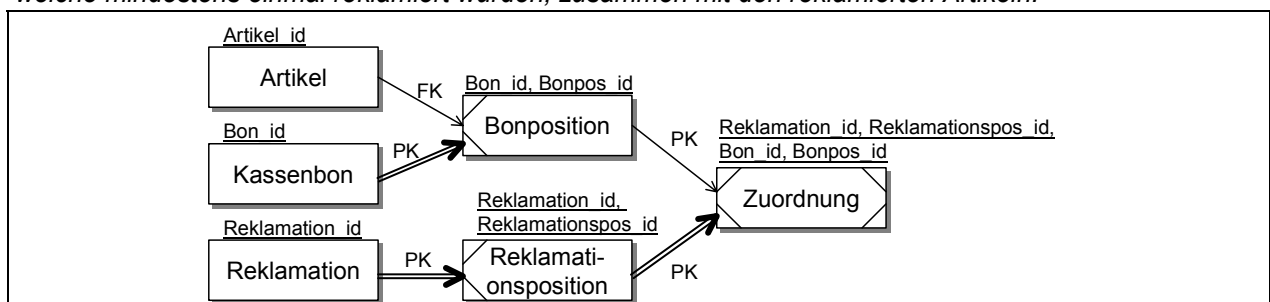 welche mindestens einmal reklamiert wurden, zusammen mit den reklamierten Artikeln.
Artikel_id
Artikel
FK
Bon_id, Bonpos_id
Bonposition
Bon_id
PK
Kassenbon
PK
Reklamation_id, Reklamationspos_id,
Bon_id, Bonpos_id
Zuordnung
Reklamation_id,
Reklamationspos_id
Reklamation_id
Reklamation
PK
Reklamati-
onsposition
PK